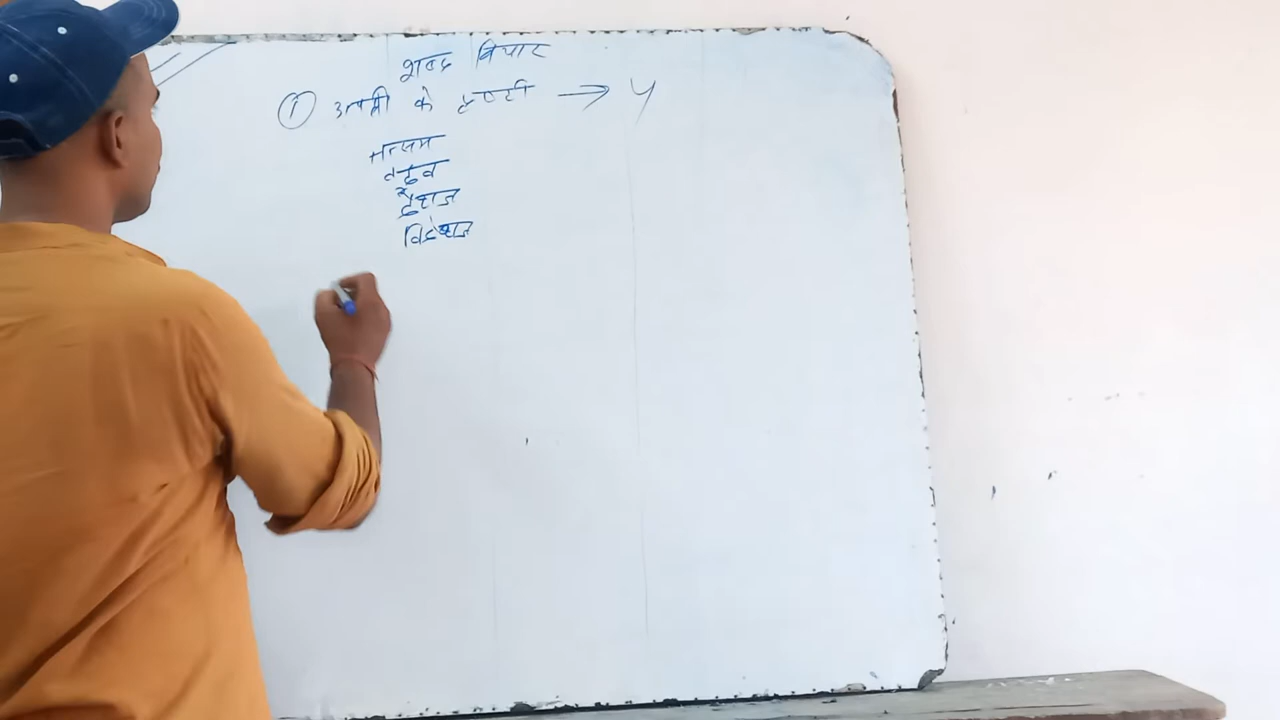 शब्द विचार
① उत्पत्ती के दृष्टी → 4
तत्सम
तद्भव
देशज
विदेशज